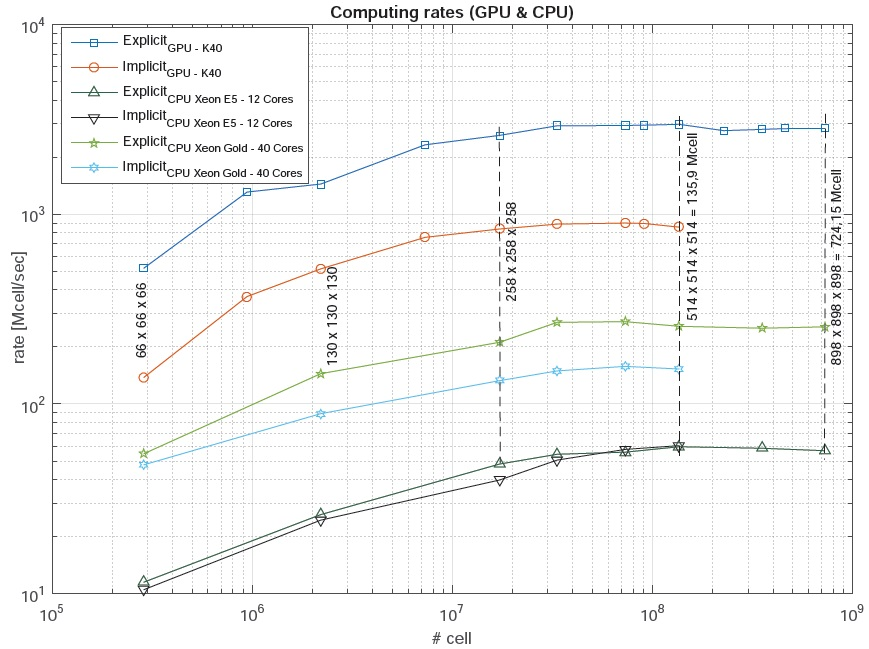 Computing rates (GPU & CPU)
Explicit GPU - K40
Implicit GPU - K40
Explicit CPU Xeon E5 - 12 Cores
Implicit CPU Xeon E5 - 12 Cores
Explicit CPU Xeon Gold - 40 Cores
Implicit CPU Xeon Gold - 40 Cores
10^4
10^3
10^2
10^1
rate [Mcell/sec]
66 x 66 x 66
130 x 130 x 130
258 x 258 x 258
514 x 514 x 514 = 135,9 Mcell
898 x 898 x 898 = 724,15 Mcell
10^5
10^6
10^7
10^8
10^9
# cell